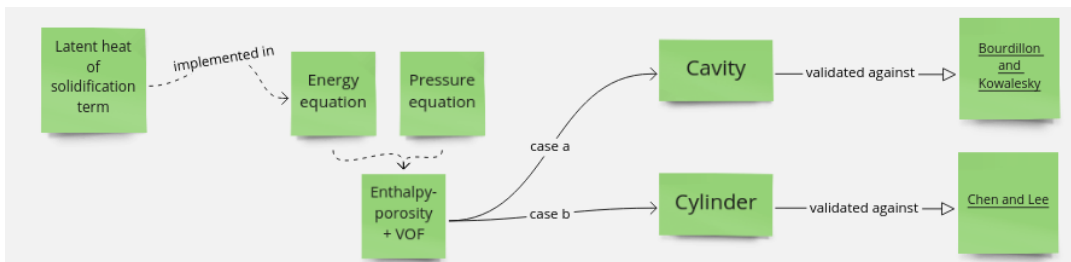 Latent heat
of
solidification
term
implemented in
Energy
equation
Pressure
equation
Enthalpy-
porosity
+ VOF
case a
case b
Cavity
validated against
Bourdillon
and
Kowalesky
Cylinder
validated against
Chen and Lee